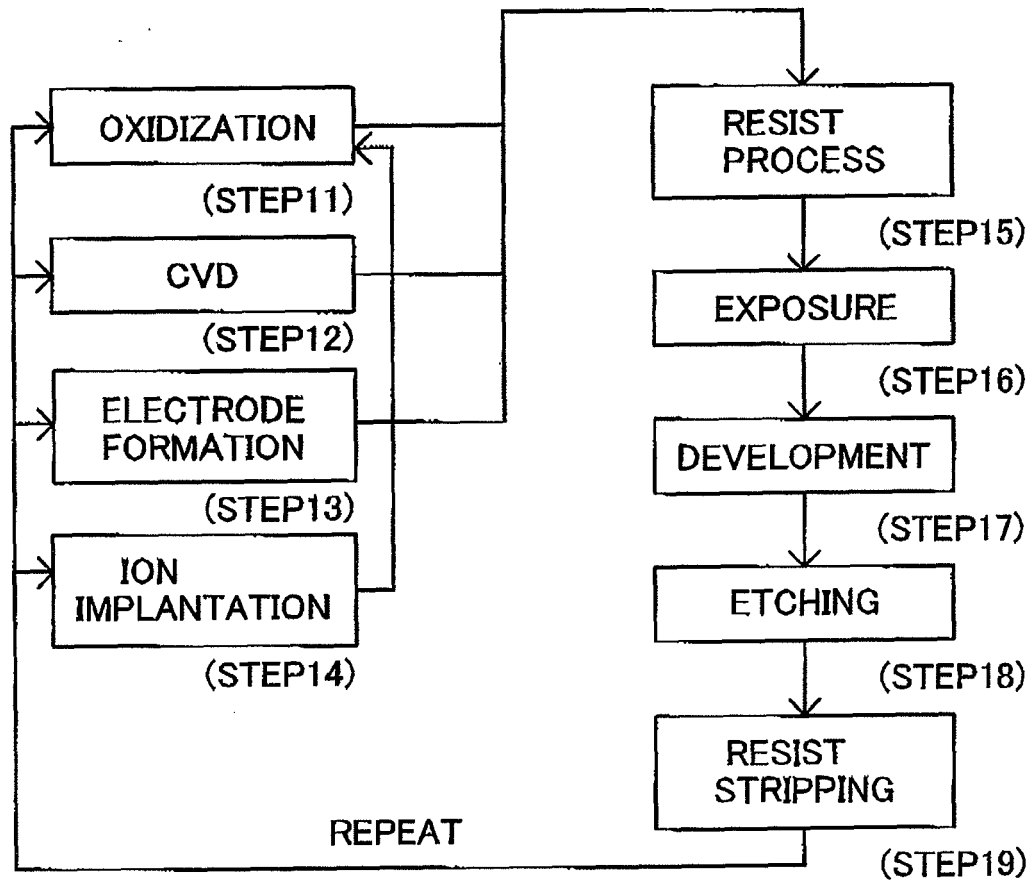 OXIDIZATION
(STEP11)
CVD
(STEP12)
ELECTRODE
FORMATION
(STEP13)
ION
IMPLANTATION
(STEP14)
RESIST
PROCESS
(STEP15)
EXPOSURE
(STEP16)
DEVELOPMENT
(STEP17)
ETCHING
(STEP18)
RESIST
STRIPPING
(STEP19)
REPEAT